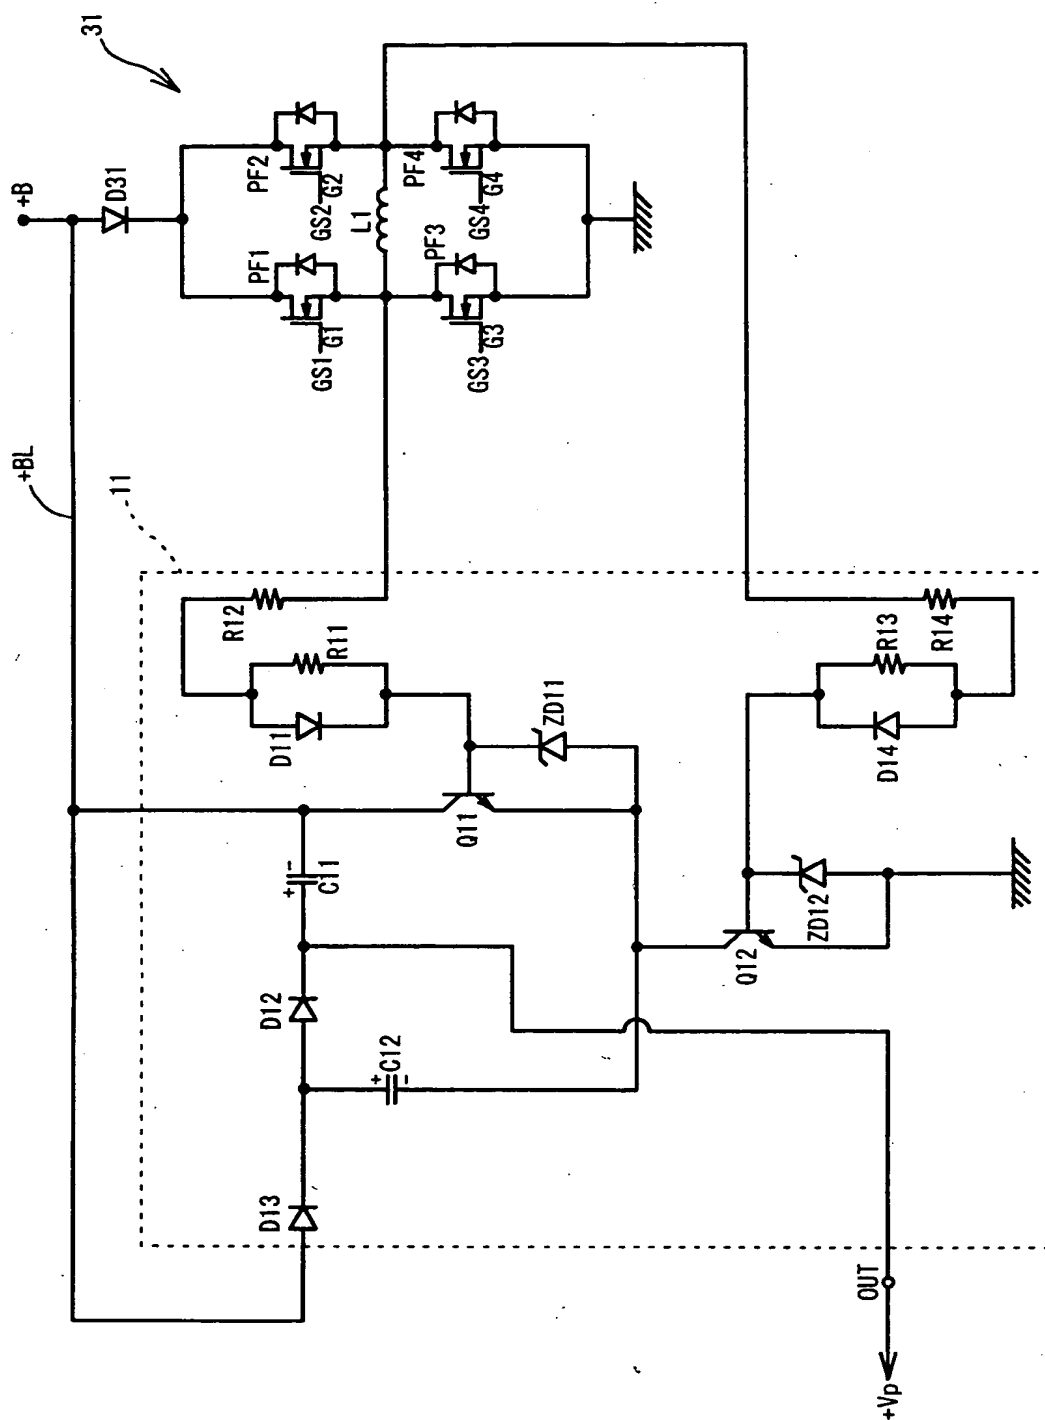 31
+B
D31
PF2
GS2
G2
PF4
GS4
G4
L1
PF1
GS1
G1
PF3
GS3
G3
+BL
11
R12
R11
D11
ZD11
Q11
R13
R14
D14
+
-
C11
ZD12
Q12
D12
+
-
C12
D13
OUT
+Vp